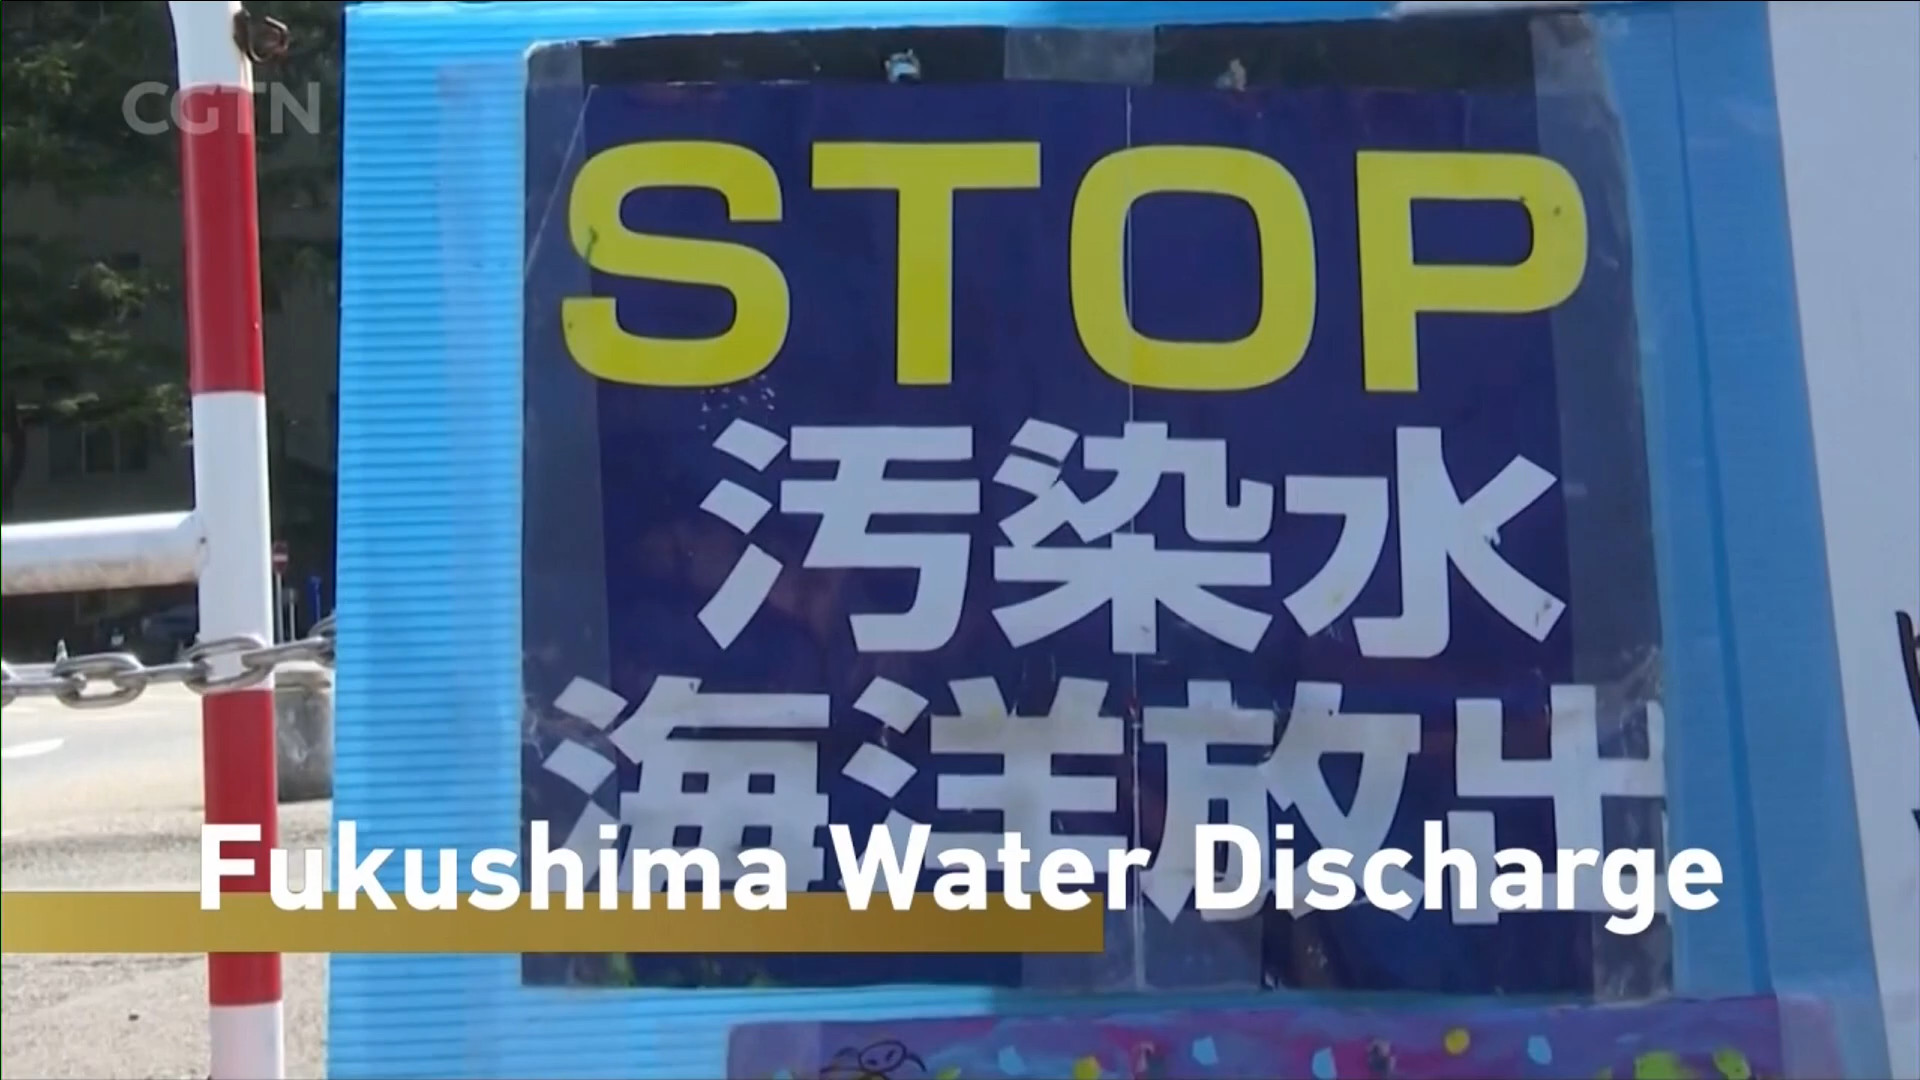 CGTN
STOP
汚染水
海洋放出
Fukushima Water Discharge